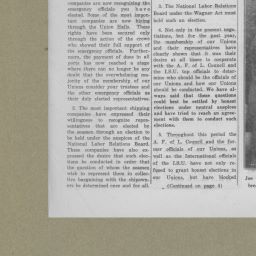 companies are now recognizing the
emergency officials you have
elected. Some of the most important
companies are now hiring
through the Union Halls. Your
rights have been secured only
through the action of the crews
who showed their full support of
the emergency officials. Furthermore,
the payment of dues in all
ports has now reached a stage
where there can no longer be any
doubt that the overwhelming majority
of the membership of our
Unions consider your trustees and
the other emergency officials as
their duly elected representatives.
2. The most important shipping
companies have expressed their
willingness to recognize representatives
that are elected by
the seamen through an election to
be held under the auspices of the
National Labor Relations Board.
These companies have also expressed
the desire that such elections
be conducted in order that
the question of whom the seamen
wish to represent them in collective
bargaining with the shipowners
be determined once and for all.
3. The National Labor Relations
Board under the Wagner Act must
hold such an election.
4. Not only in the present negotiations,
but for the past year,
the membership of our Unions
and their representatives have
clearly shown that it was their
desire at all times to cooperate
with the A. F. of L. Council and
the I.S.U. top officials to determine
who should be the officials of
our Unions and how our Unions
should be conducted. We have always
said that these questions
could best be settled by honest
elections under neutral auspices
and have tried to reach an agreement
with them to conduct such
elections.
5. Throughout this period the
A. F. of L. Council and the former
officials of our Unions, as
well as the International officials
of the I.S.U. have not only refused
to grant honest elections in
our Unions, but have blocked
(Continued on page 4)
Joe